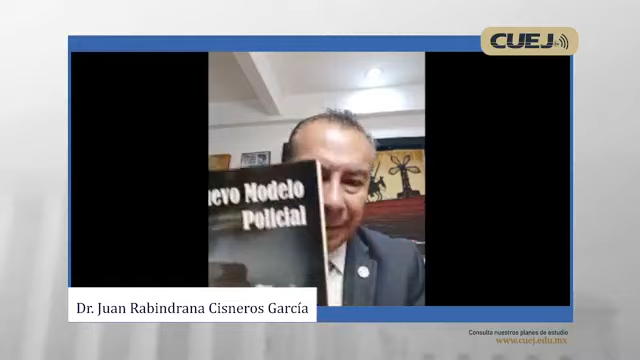 CUEJ
evo Modelo
Policial
Dr. Juan Rabindrana Cisneros García
Consulta nuestros planes de estudio
www.cuej.edu.mx